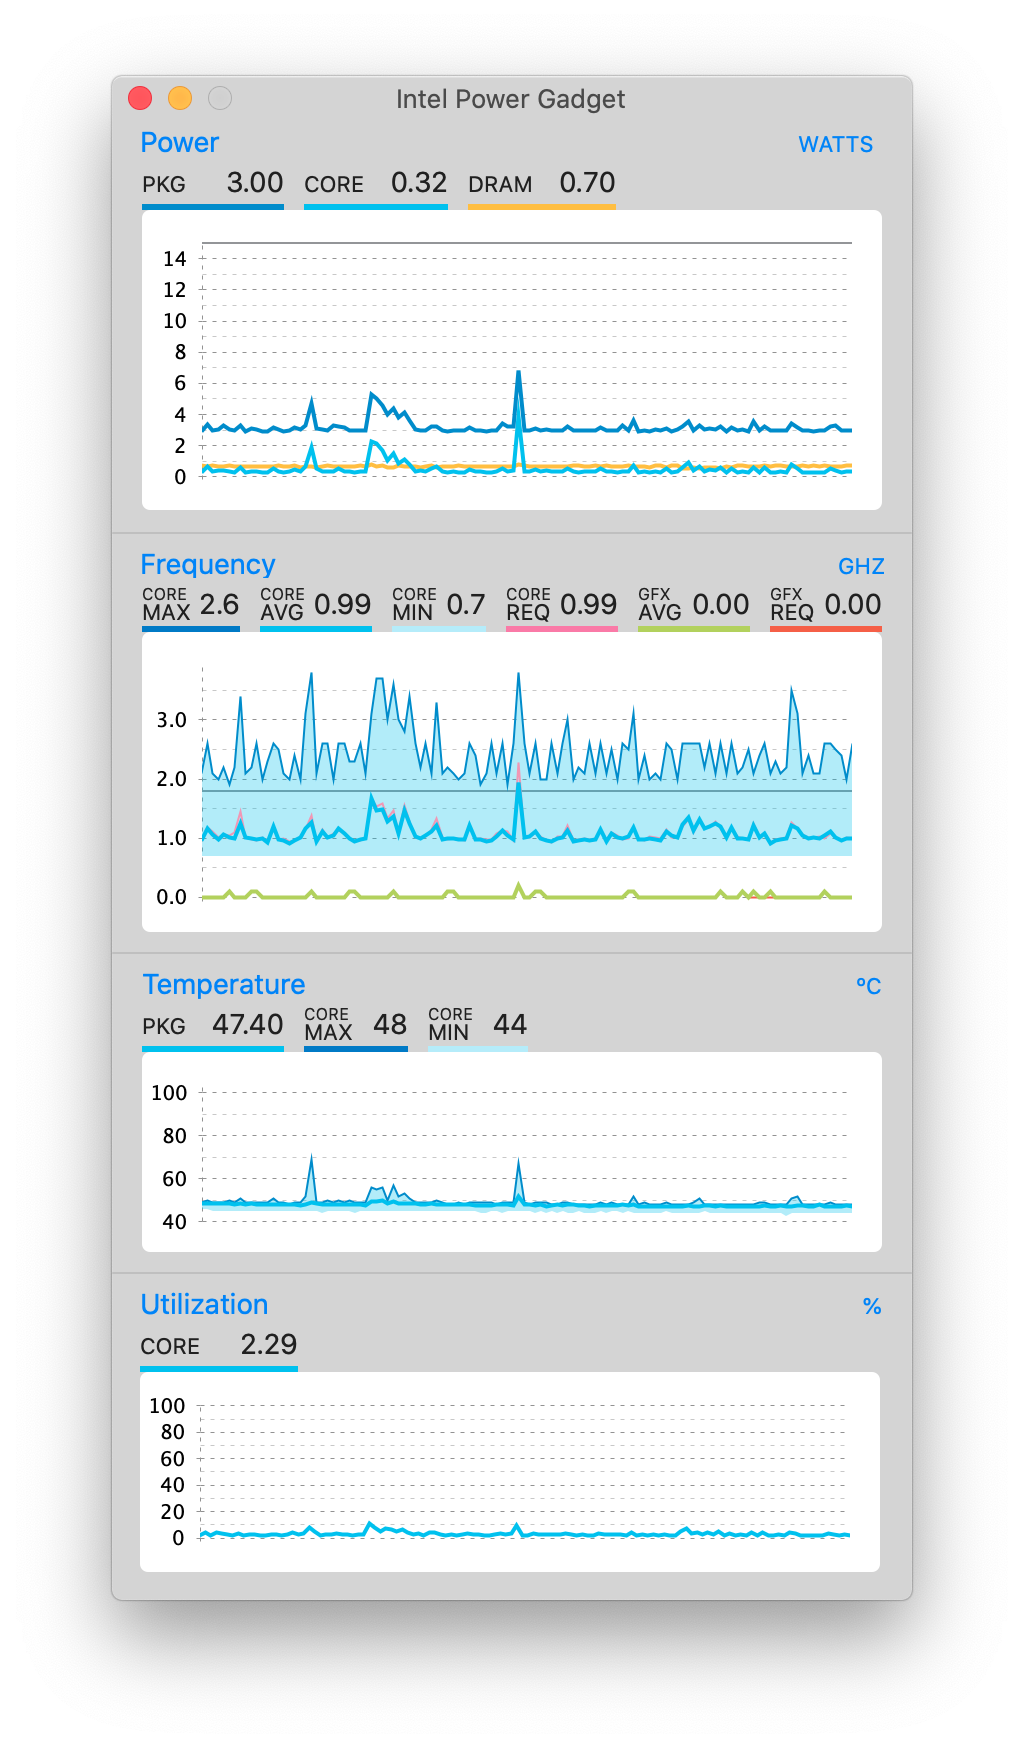 Intel Power Gadget
Power WATTS
PKG 3.00 CORE 0.32 DRAM 0.70
14
12
10
8
6
4
2
0
Frequency GHZ
CORE MAX 2.6 CORE AVG 0.99 CORE MIN 0.7 CORE REQ 0.99 GFX AVG 0.00 GFX REQ 0.00
3.0
2.0
1.0
0.0
Temperature ºC
PKG 47.40 CORE MAX 48 CORE MIN 44
100
80
60
40
Utilization %
CORE 2.29
100
80
60
40
20
0